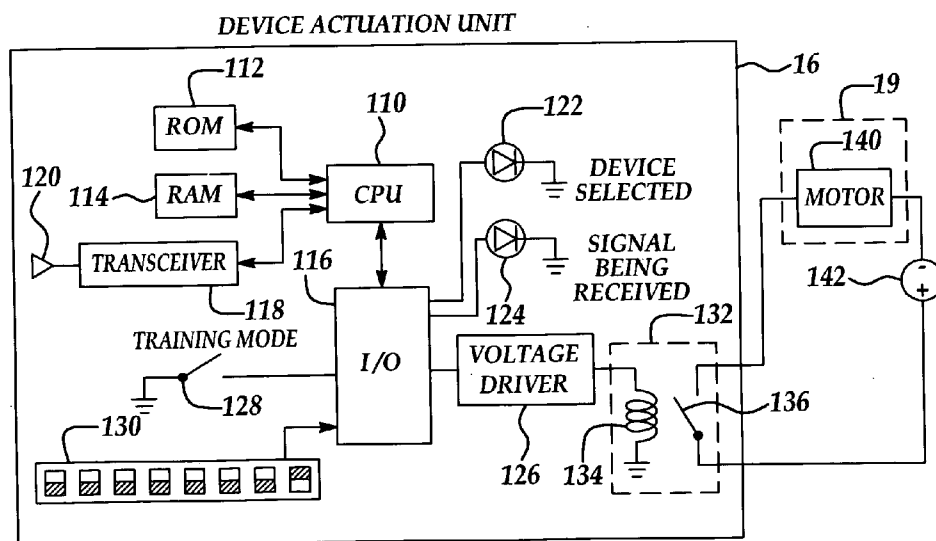 DEVICE ACTUATION UNIT
112
ROM
110
122
16
19
140
MOTOR
120
114
RAM
CPU
DEVICE
SELECTED
TRANSCEIVER
116
118
124
SIGNAL
BEING
RECEIVED
-
+
142
TRAINING MODE
128
I/O
VOLTAGE
DRIVER
132
136
130
126
134